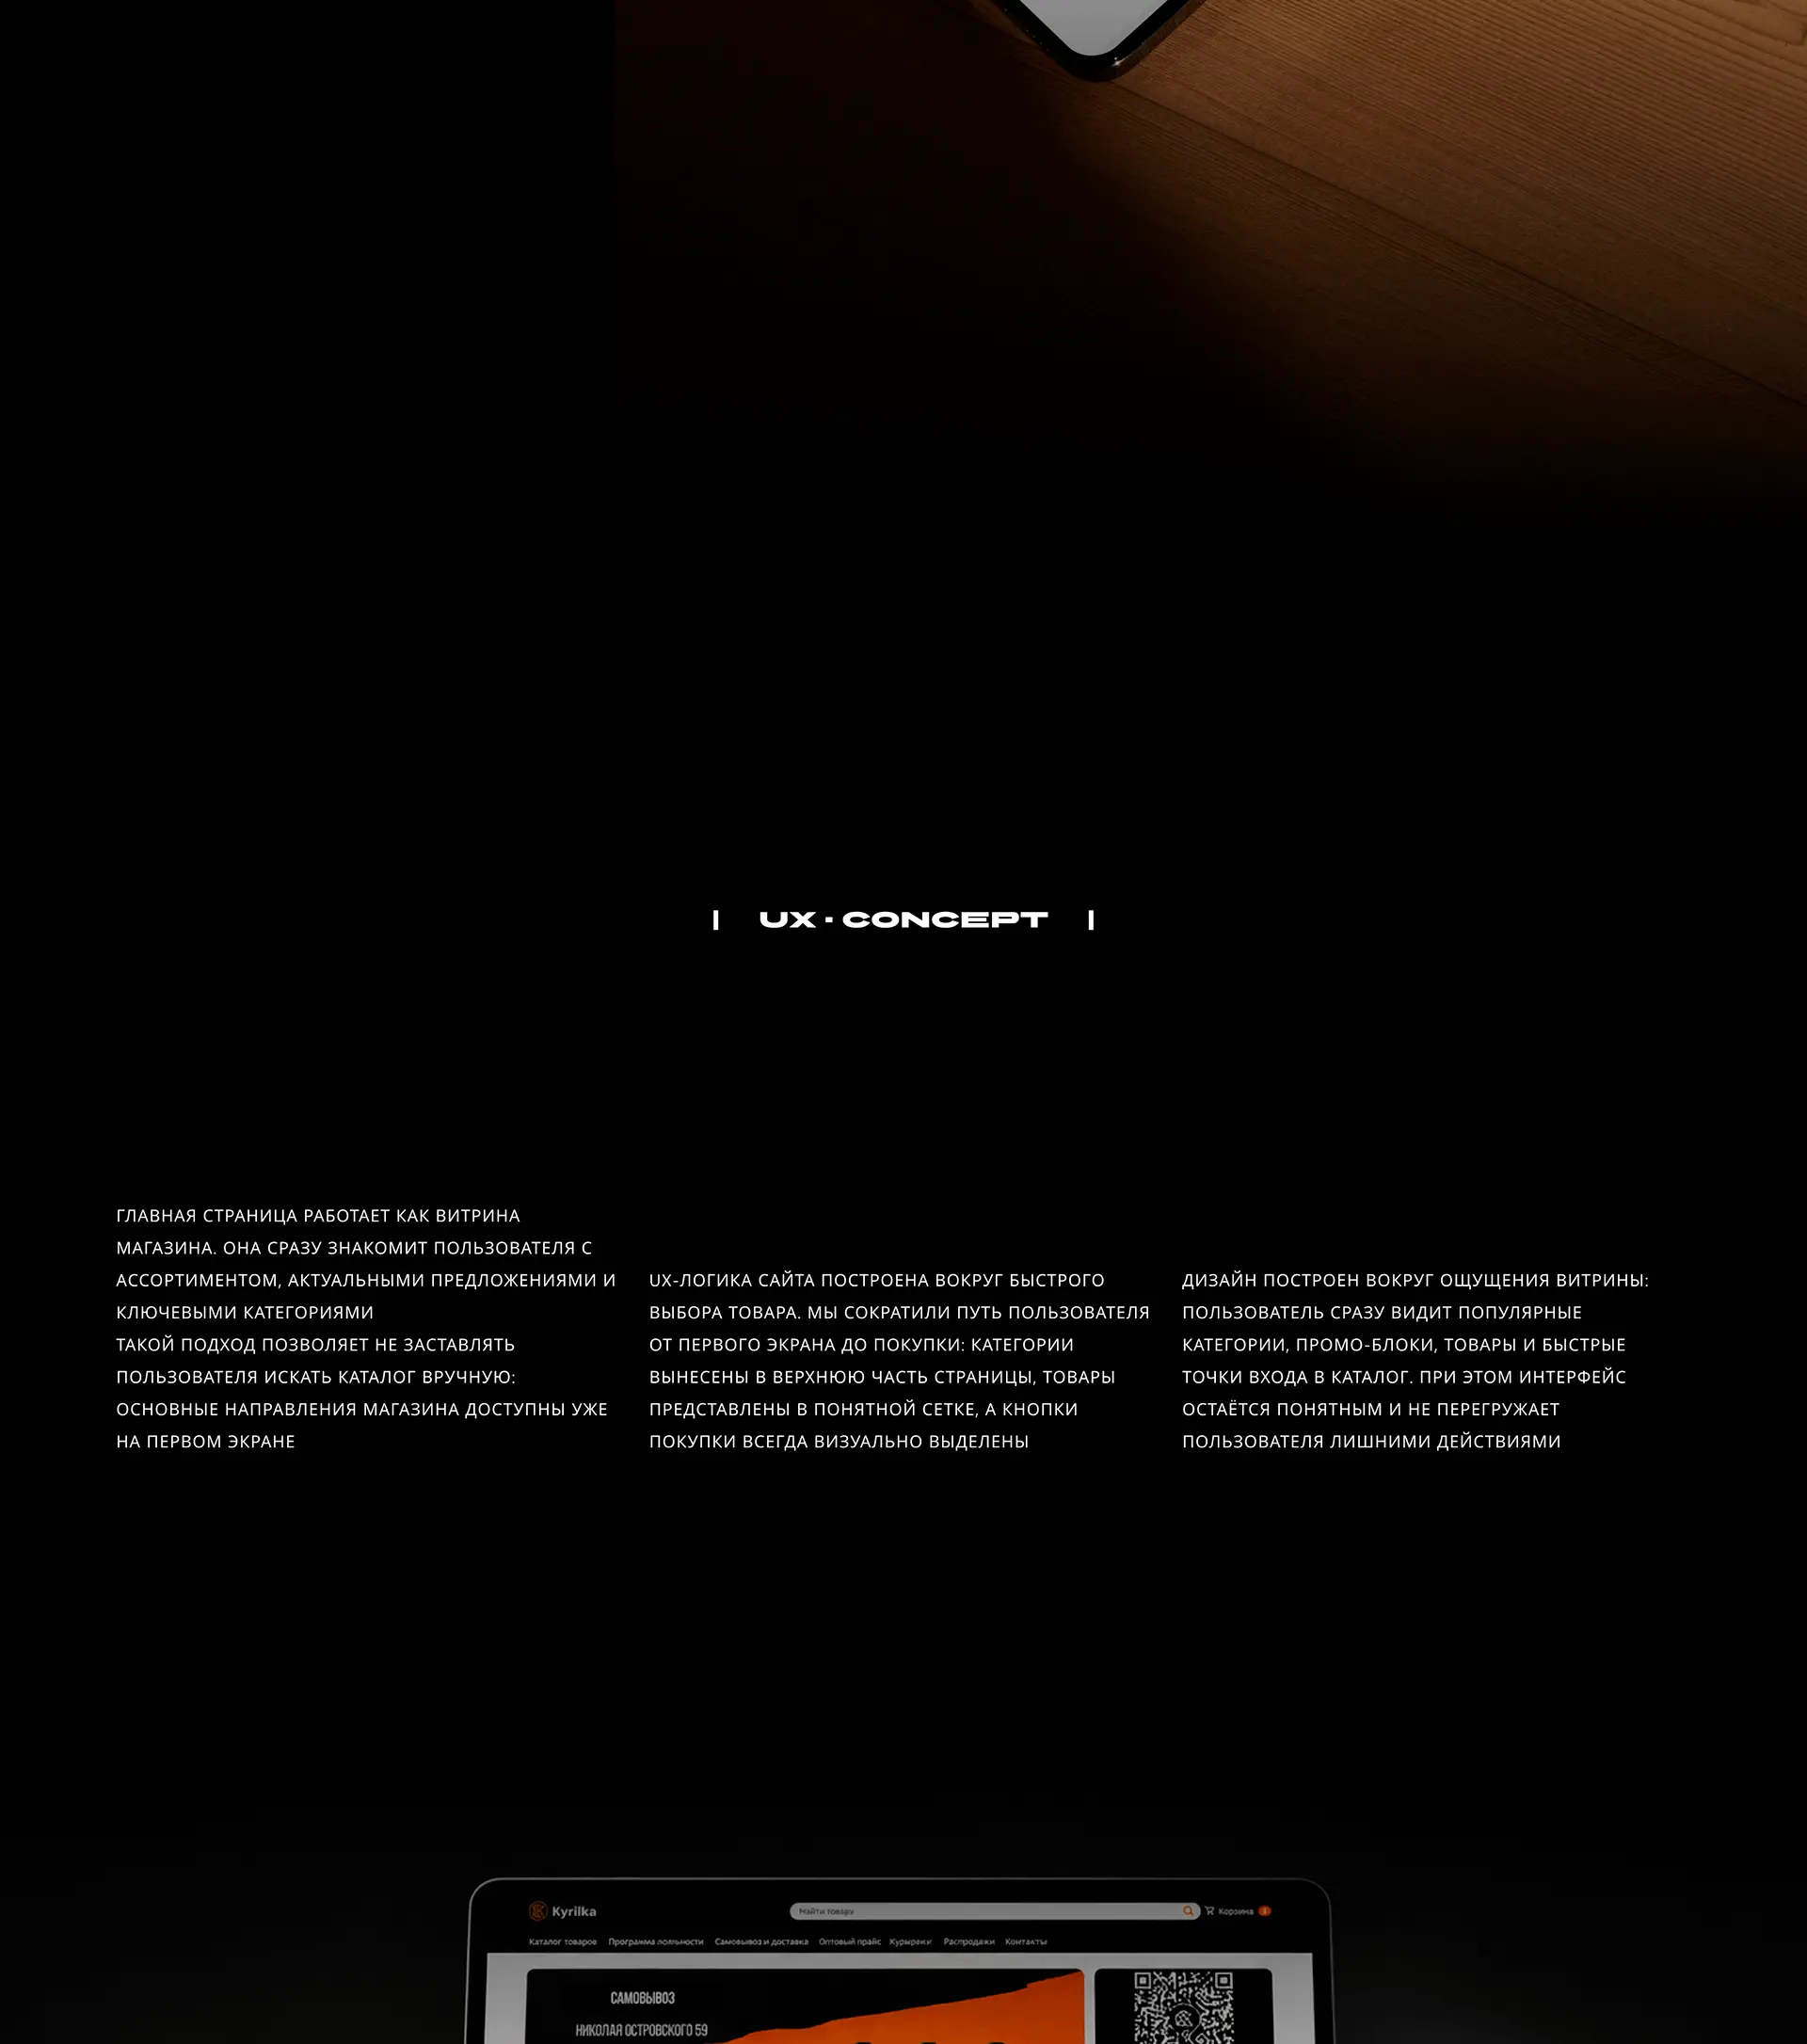 UX · CONCEPT
ГЛАВНАЯ СТРАНИЦА РАБОТАЕТ КАК ВИТРИНА
МАГАЗИНА. ОНА СРАЗУ ЗНАКОМИТ ПОЛЬЗОВАТЕЛЯ С
АССОРТИМЕНТОМ, АКТУАЛЬНЫМИ ПРЕДЛОЖЕНИЯМИ И
КЛЮЧЕВЫМИ КАТЕГОРИЯМИ
ТАКОЙ ПОДХОД ПОЗВОЛЯЕТ НЕ ЗАСТАВЛЯТЬ
ПОЛЬЗОВАТЕЛЯ ИСКАТЬ КАТАЛОГ ВРУЧНУЮ:
ОСНОВНЫЕ НАПРАВЛЕНИЯ МАГАЗИНА ДОСТУПНЫ УЖЕ
НА ПЕРВОМ ЭКРАНЕ
UX-ЛОГИКА САЙТА ПОСТРОЕНА ВОКРУГ БЫСТРОГО
ВЫБОРА ТОВАРА. МЫ СОКРАТИЛИ ПУТЬ ПОЛЬЗОВАТЕЛЯ
ОТ ПЕРВОГО ЭКРАНА ДО ПОКУПКИ: КАТЕГОРИИ
ВЫНЕСЕНЫ В ВЕРХНЮЮ ЧАСТЬ СТРАНИЦЫ, ТОВАРЫ
ПРЕДСТАВЛЕНЫ В ПОНЯТНОЙ СЕТКЕ, А КНОПКИ
ПОКУПКИ ВСЕГДА ВИЗУАЛЬНО ВЫДЕЛЕНЫ
ДИЗАЙН ПОСТРОЕН ВОКРУГ ОЩУЩЕНИЯ ВИТРИНЫ:
ПОЛЬЗОВАТЕЛЬ СРАЗУ ВИДИТ ПОПУЛЯРНЫЕ
КАТЕГОРИИ, ПРОМО-БЛОКИ, ТОВАРЫ И БЫСТРЫЕ
ТОЧКИ ВХОДА В КАТАЛОГ. ПРИ ЭТОМ ИНТЕРФЕЙС
ОСТАЁТСЯ ПОНЯТНЫМ И НЕ ПЕРЕГРУЖАЕТ
ПОЛЬЗОВАТЕЛЯ ЛИШНИМИ ДЕЙСТВИЯМИ
Kyrilka
Найти товары
Корзина
Каталог товаров Программа лояльности Самовывоз и доставка Оптовый прайс Распродажи Контакты
САМОВЫВОЗ
НИКОЛАЯ ОСТРОВСКОГО 59